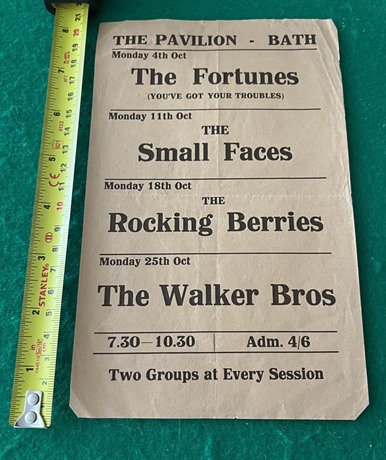 THE PAVILION - BATH
Monday 4th Oct
The Fortunes
(YOU'VE GOT YOUR TROUBLES)
Monday 11th Oct
THE
Small Faces
Monday 18th Oct
THE
Rocking Berries
Monday 25th Oct
The Walker Bros
7.30—10.30 Adm. 4/6
Two Groups at Every Session
STANLEY